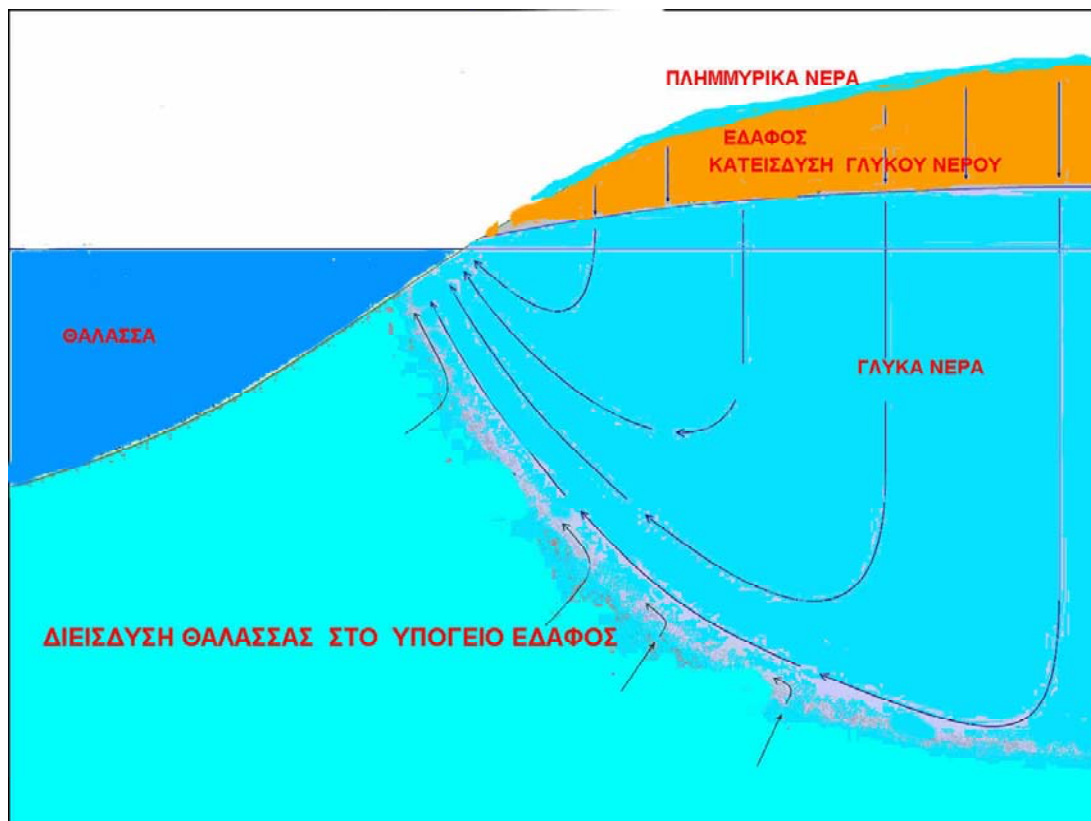 ΠΛΗΜΜΥΡΙΚΑ ΝΕΡΑ
ΕΔΑΦΟΣ
ΚΑΤΕΙΣΔΥΣΗ ΓΛΥΚΟΥ ΝΕΡΟΥ
ΘΑΛΑΣΣΑ
ΓΛΥΚΑ ΝΕΡΑ
ΔΙΕΙΣΔΥΣΗ ΘΑΛΑΣΣΑΣ ΣΤΟ ΥΠΟΓΕΙΟ ΕΔΑΦΟΣ